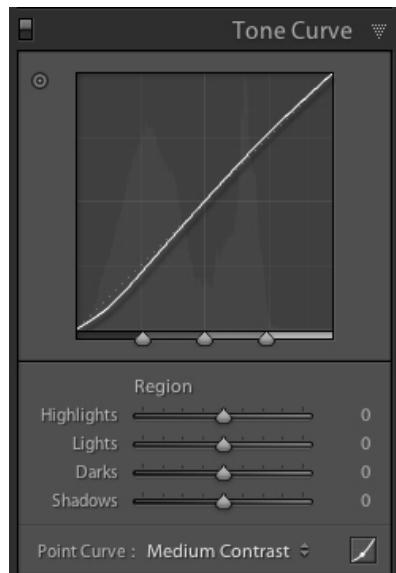 Tone Curve
Region
Highlights 0
Lights 0
Darks 0
Shadows 0
Point Curve : Medium Contrast